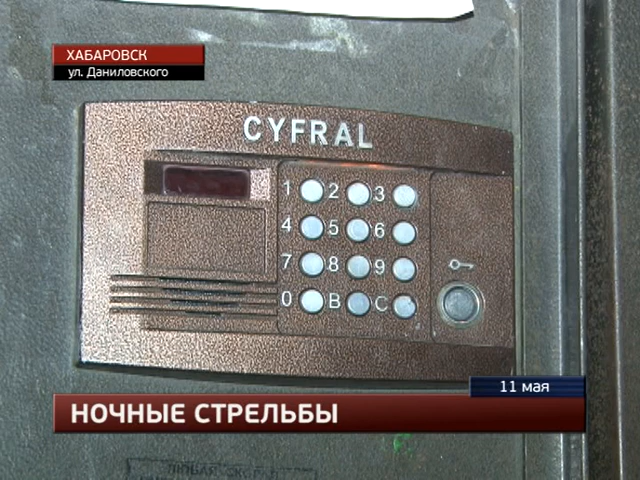 ХАБАРОВСК
ул. Даниловского
CYFRAL
1 2 3
4 5 6
7 8 9
0 B C
11 мая
НОЧНЫЕ СТРЕЛЬБЫ